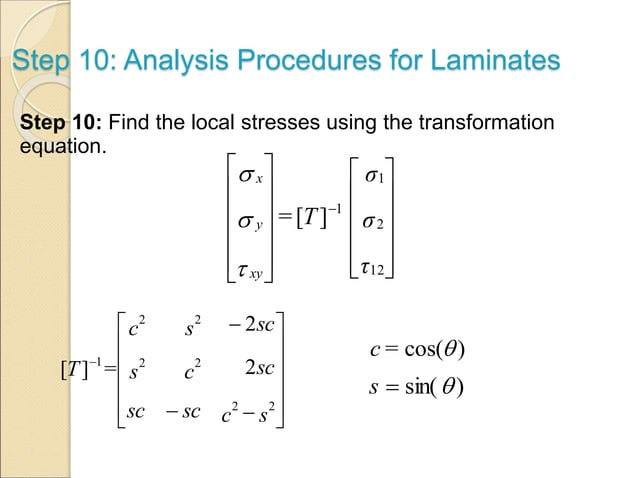 Step 10: Analysis Procedures for Laminates
Step 10: Find the local stresses using the transformation
equation.
[σx σy τxy] = [T]⁻¹ [σ1 σ2 τ12]
[T]⁻¹ = [c² s² −2sc
s² c² 2sc
sc −sc c² − s²]
c = cos(θ)
s = sin(θ)